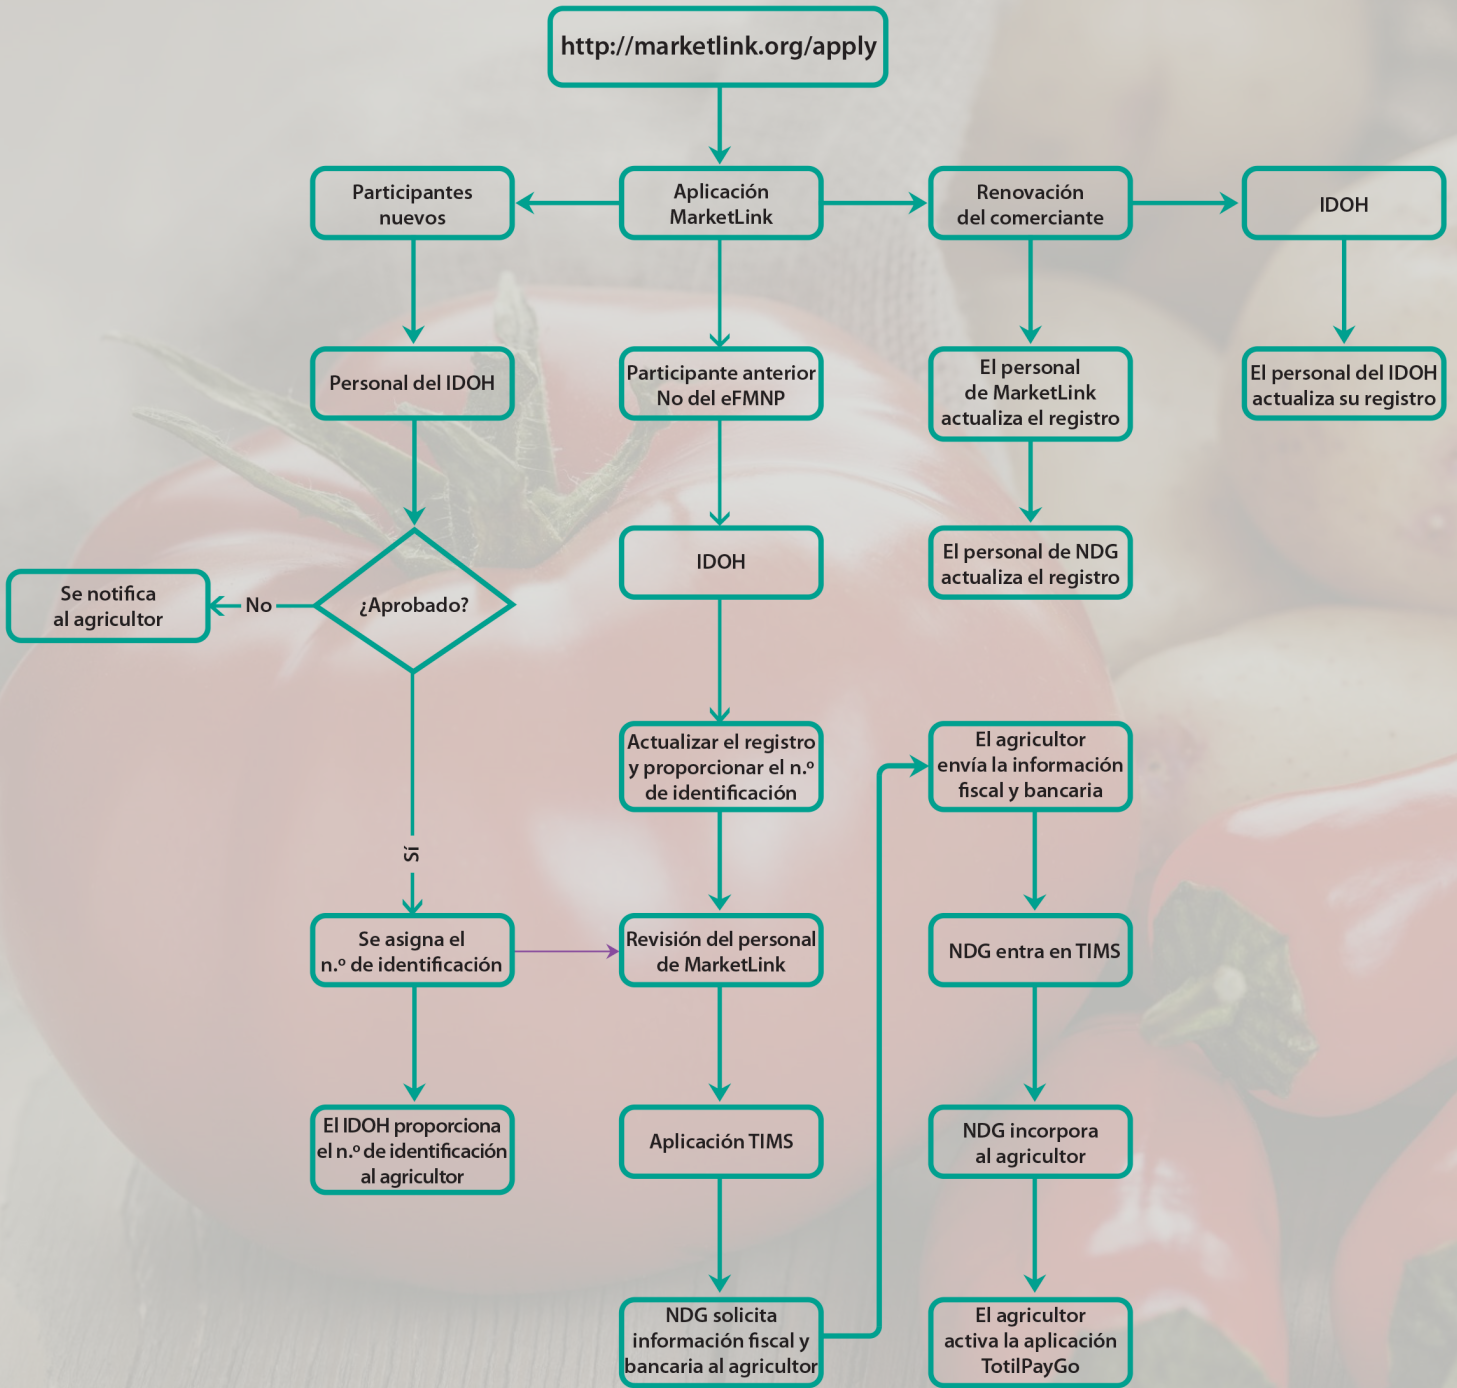 http://marketlink.org/apply
Participantes
nuevos
Aplicación
MarketLink
Renovación
del comerciante
IDOH
Personal del IDOH
Participante anterior
No del eFMNP
El personal
de MarketLink
actualiza el registro
El personal del IDOH
actualiza su registro
IDOH
El personal de NDG
actualiza el registro
Se notifica
al agricultor
No
¿Aprobado?
Actualizar el registro
y proporcionar el n.º
de identificación
El agricultor
envía la información
fiscal y bancaria
Sí
Se asigna el
n.º de identificación
Revisión del personal
de MarketLink
NDG entra en TIMS
El IDOH proporciona
el n.º de identificación
al agricultor
Aplicación TIMS
NDG incorpora
al agricultor
NDG solicita
información fiscal y
bancaria al agricultor
El agricultor
activa la aplicación
TotilPayGo